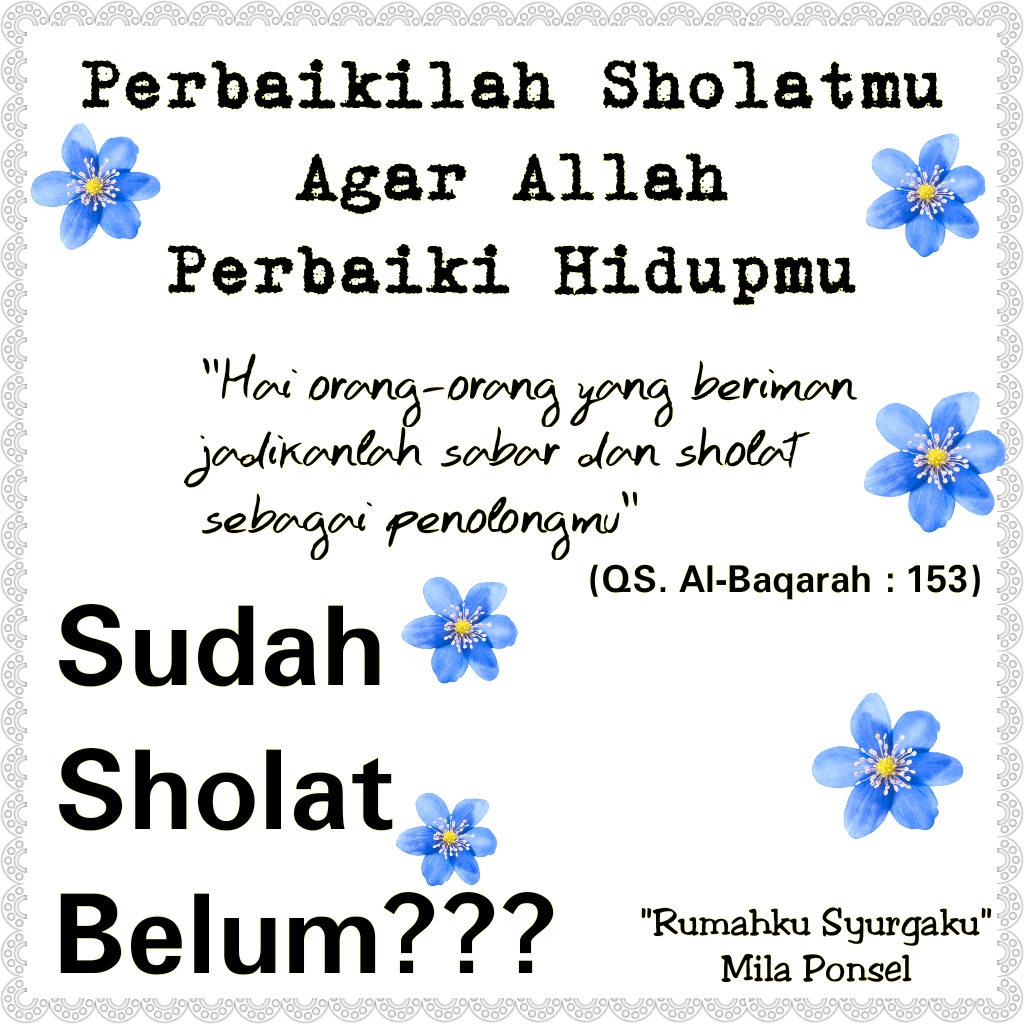 Perbaikilah Sholatmu
Agar Allah
Perbaiki Hidupmu
"Hai orang-orang yang beriman
jadikanlah sabar dan sholat
sebagai penolongmu"
(QS. Al-Baqarah : 153)
Sudah
Sholat
Belum???
"Rumahku Syurgaku"
Mila Ponsel